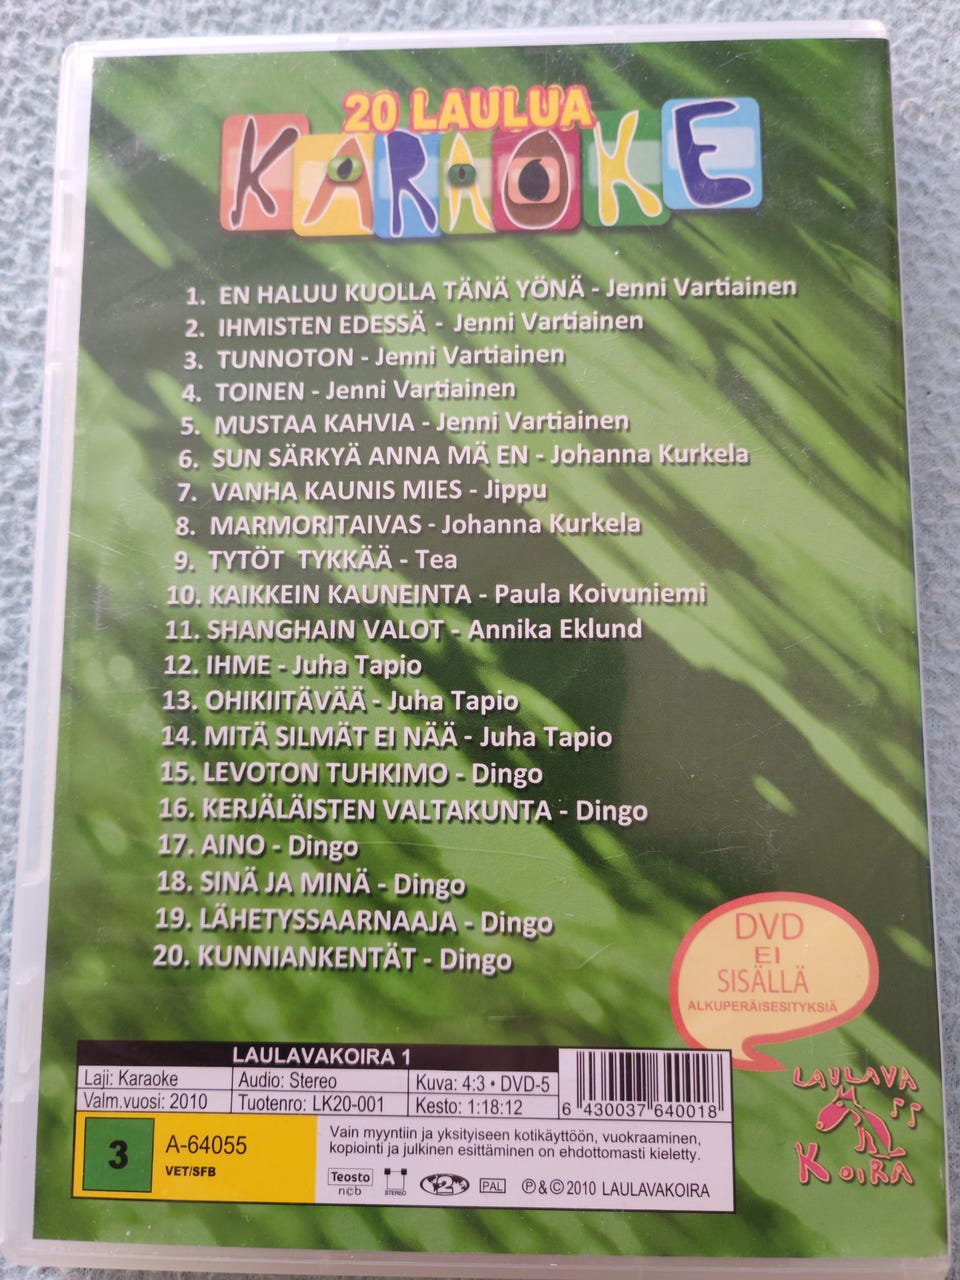 20 LAULUA
KARAOKE
1. EN HALUU KUOLLA TÄNÄ YÖNÄ - Jenni Vartiainen
2. IHMISTEN EDESSÄ - Jenni Vartiainen
3. TUNNOTON - Jenni Vartiainen
4. TOINEN - Jenni Vartiainen
5. MUSTAA KAHVIA - Jenni Vartiainen
6. SUN SÄRKYÄ ANNA MÄ EN - Johanna Kurkela
7. VANHA KAUNIS MIES - Jippu
8. MARMORITAIVAS - Johanna Kurkela
9. TYTÖT TYKKÄÄ - Tea
10. KAIKKEIN KAUNEINTA - Paula Koivuniemi
11. SHANGHAIN VALOT - Annika Eklund
12. IHME - Juha Tapio
13. OHIKIITÄVÄÄ - Juha Tapio
14. MITÄ SILMÄT EI NÄÄ - Juha Tapio
15. LEVOTON TUHKIMO - Dingo
16. KERJÄLÄISTEN VALTAKUNTA - Dingo
17. AINO - Dingo
18. SINÄ JA MINÄ - Dingo
19. LÄHETYSSAARNAAJA - Dingo
20. KUNNIANKENTÄT - Dingo
DVD
EI
SISÄLLÄ
ALKUPERÄISESITYKSIÄ
LAULAVAKOIRA 1
Laji: Karaoke
Audio: Stereo
Kuva: 4:3 • DVD-5
Valm.vuosi: 2010
Tuotenro: LK20-001
Kesto: 1:18:12
6 430037 640018
LAULAVA
KOIRA
3
A-64055
VET/SFB
Vain myyntiin ja yksityiseen kotikäyttöön, vuokraaminen,
kopiointi ja julkinen esittäminen on ehdottomasti kielletty.
Teosto
n©b
STEREO
2
PAL
℗&©2010 LAULAVAKOIRA